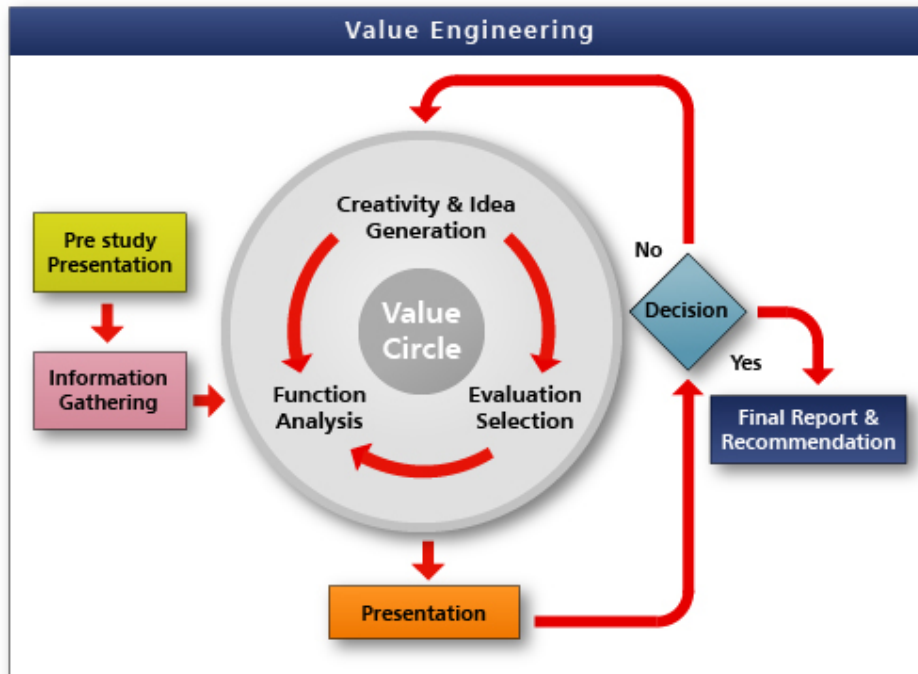 Value Engineering
Pre study
Presentation
Information
Gathering
Creativity & Idea
Generation
Value
Circle
Function
Analysis
Evaluation
Selection
Presentation
No
Decision
Yes
Final Report &
Recommendation